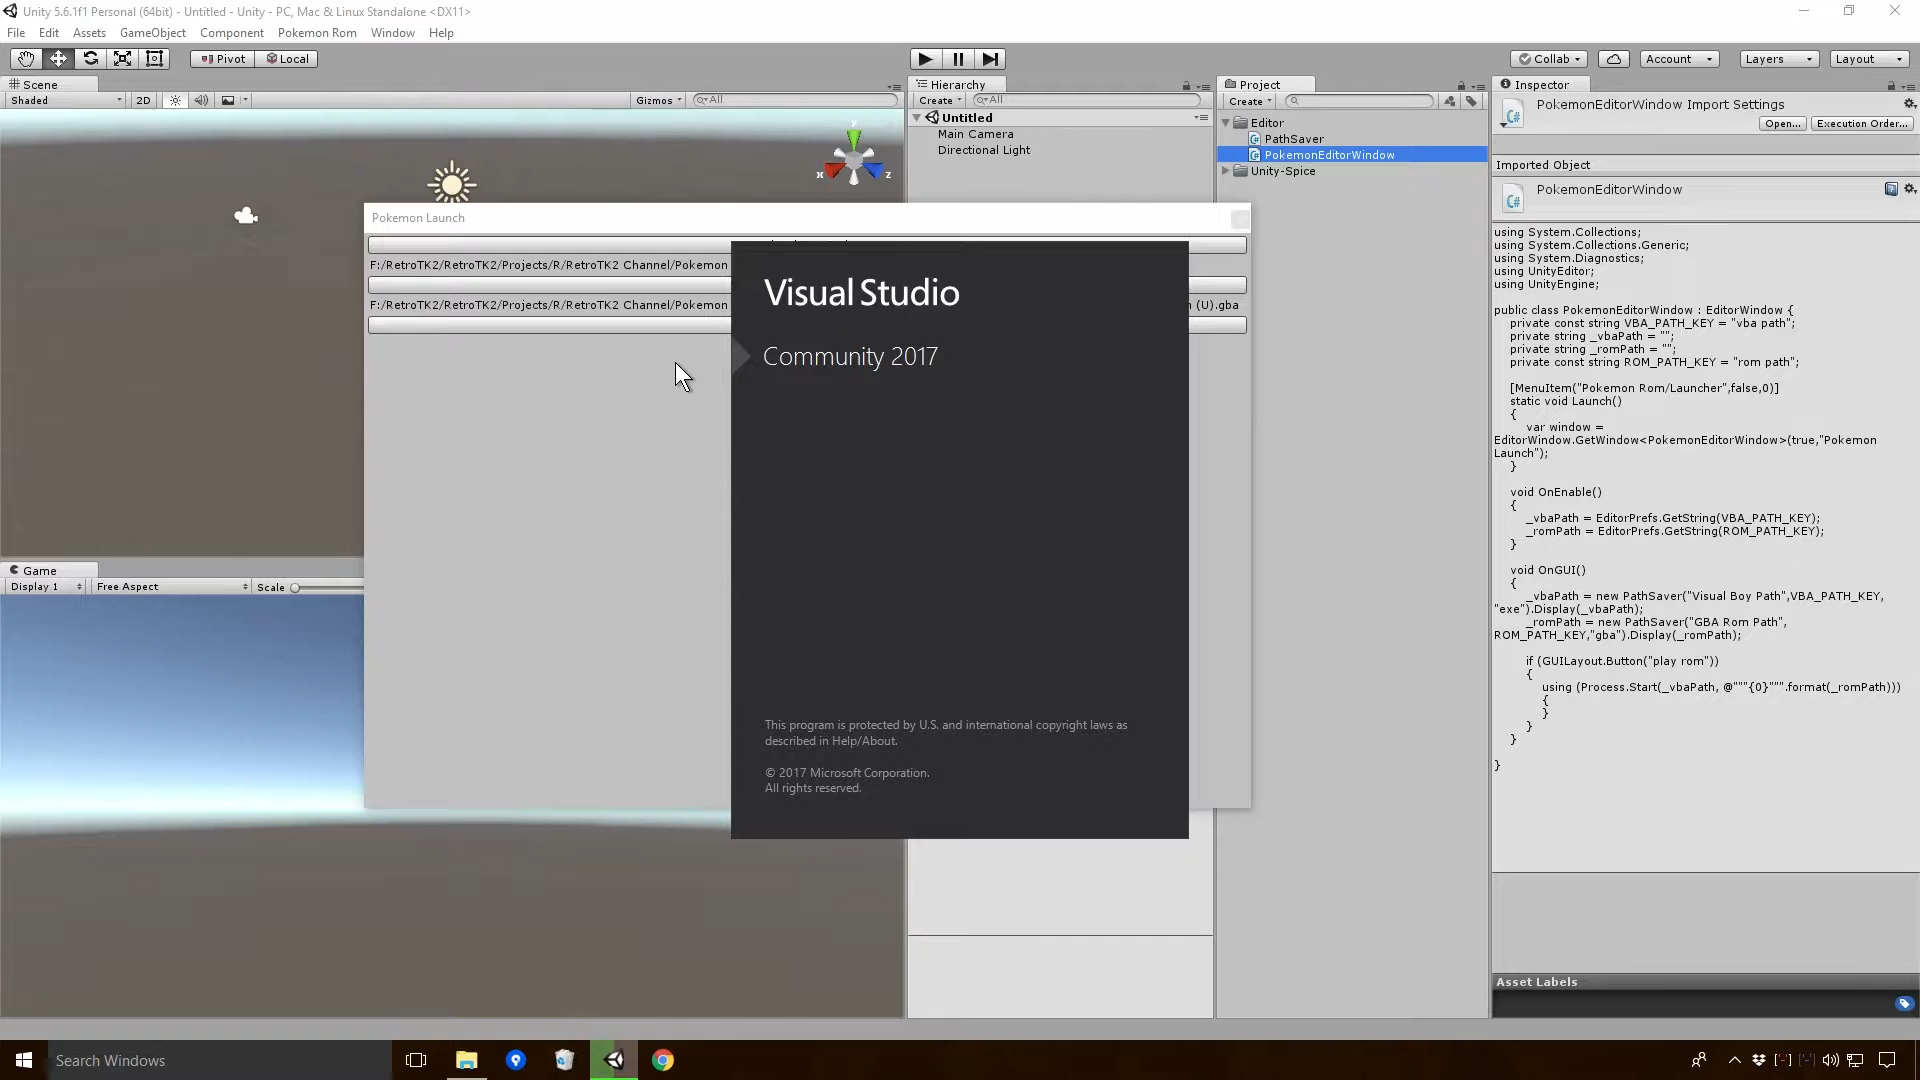 Unity 5.6.1f1 Personal (64bit) - Untitled - Unity - PC, Mac & Linux Standalone <DX11>
File Edit Assets GameObject Component Pokemon Rom Window Help
Pivot Local Collab Account Layers Layout
Scene
Shaded 2D Gizmos All
Hierarchy
Create All
Untitled
Main Camera
Directional Light
Project
Create
Editor
PathSaver
PokemonEditorWindow
Unity-Spice
Inspector
PokemonEditorWindow Import Settings
Open... Execution Order...
Imported Object
PokemonEditorWindow
using System.Collections;
using System.Collections.Generic;
using System.Diagnostics;
using UnityEditor;
using UnityEngine;
public class PokemonEditorWindow : EditorWindow {
private const string VBA_PATH_KEY = "vba path";
private string _vbaPath = "";
private string _romPath = "";
private const string ROM_PATH_KEY = "rom path";
[MenuItem("Pokemon Rom/Launcher",false,0)]
static void Launch()
{
var window =
EditorWindow.GetWindow<PokemonEditorWindow>(true,"Pokemon
Launch");
}
void OnEnable()
{
_vbaPath = EditorPrefs.GetString(VBA_PATH_KEY);
_romPath = EditorPrefs.GetString(ROM_PATH_KEY);
}
void OnGUI()
{
_vbaPath = new PathSaver("Visual Boy Path",VBA_PATH_KEY,
"exe").Display(_vbaPath);
_romPath = new PathSaver("GBA Rom Path",
ROM_PATH_KEY,"gba").Display(_romPath);
if (GUILayout.Button("play rom"))
{
using (Process.Start(_vbaPath, @"""{0}""".format(_romPath)))
{
}
}
}
}
Asset Labels
Pokemon Launch
F:/RetroTK2/RetroTK2/Projects/R/RetroTK2 Channel/Pokemon
F:/RetroTK2/RetroTK2/Projects/R/RetroTK2 Channel/Pokemon (U).gba
Visual Studio
Community 2017
This program is protected by U.S. and international copyright laws as
described in Help/About.
© 2017 Microsoft Corporation.
All rights reserved.
Game
Display 1 Free Aspect Scale
Search Windows